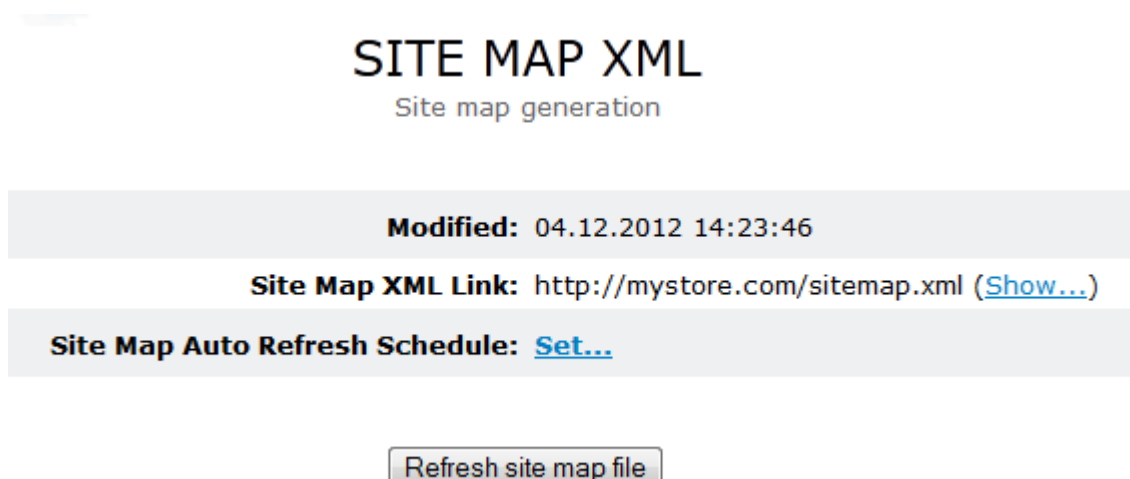 SITE MAP XML
Site map generation
Modified: 04.12.2012 14:23:46
Site Map XML Link: http://mystore.com/sitemap.xml (Show...)
Site Map Auto Refresh Schedule: Set...
Refresh site map file